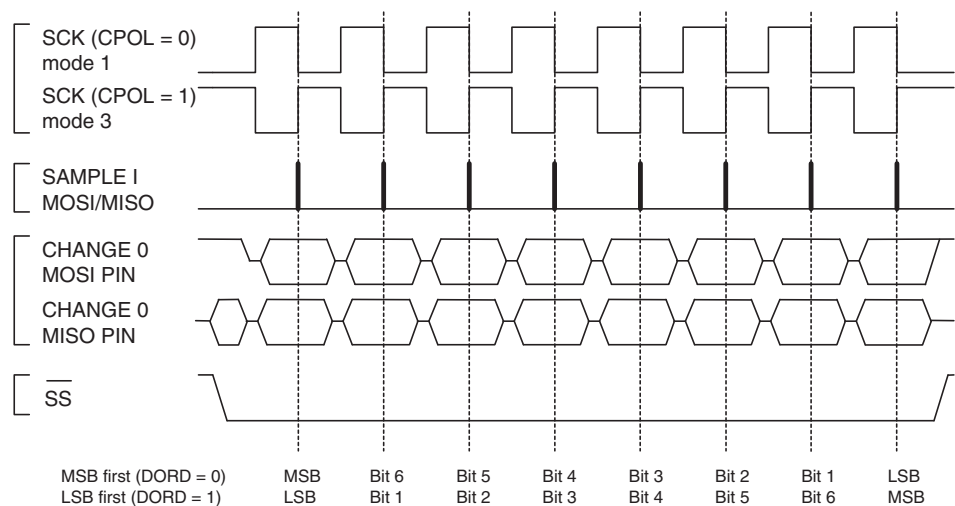 SCK (CPOL = 0)
mode 1
SCK (CPOL = 1)
mode 3
SAMPLE I
MOSI/MISO
CHANGE 0
MOSI PIN
CHANGE 0
MISO PIN
SS
MSB first (DORD = 0) MSB Bit 6 Bit 5 Bit 4 Bit 3 Bit 2 Bit 1 LSB
LSB first (DORD = 1) LSB Bit 1 Bit 2 Bit 3 Bit 4 Bit 5 Bit 6 MSB